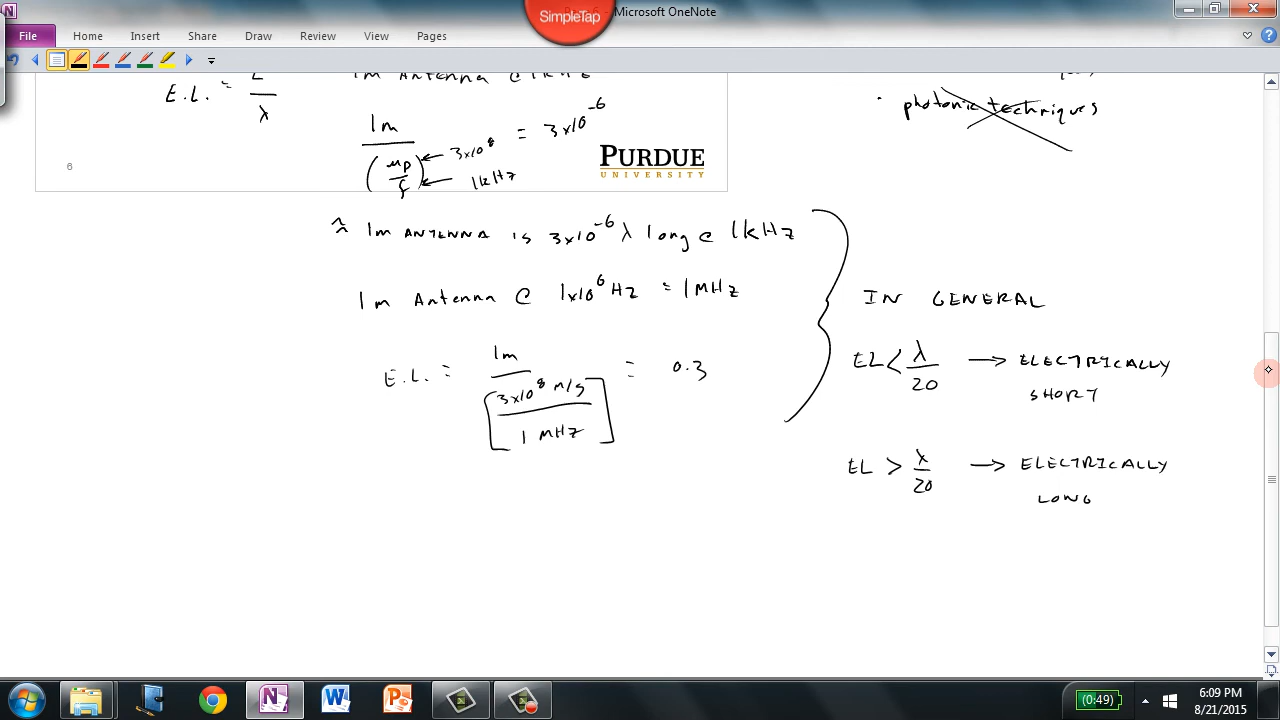 SimpleTap
- Microsoft OneNote
File Home Insert Share Draw Review View Pages
E.L. = L / λ
1m Antenna @ 1kHz
1m / (up / f) = 3x10^-6
3x10^8
1kHz
6
PURDUE
UNIVERSITY
photonic techniques
1m ANTENNA is 3x10^-6 λ long @ 1kHz
1m Antenna @ 1x10^6 Hz = 1MHz
E.L. = 1m / [3x10^8 m/s / 1 MHz] = 0.3
IN GENERAL
EL < λ/20 → ELECTRICALLY
SHORT
EL > λ/20 → ELECTRICALLY
LONG
(0:49)
6:09 PM
8/21/2015